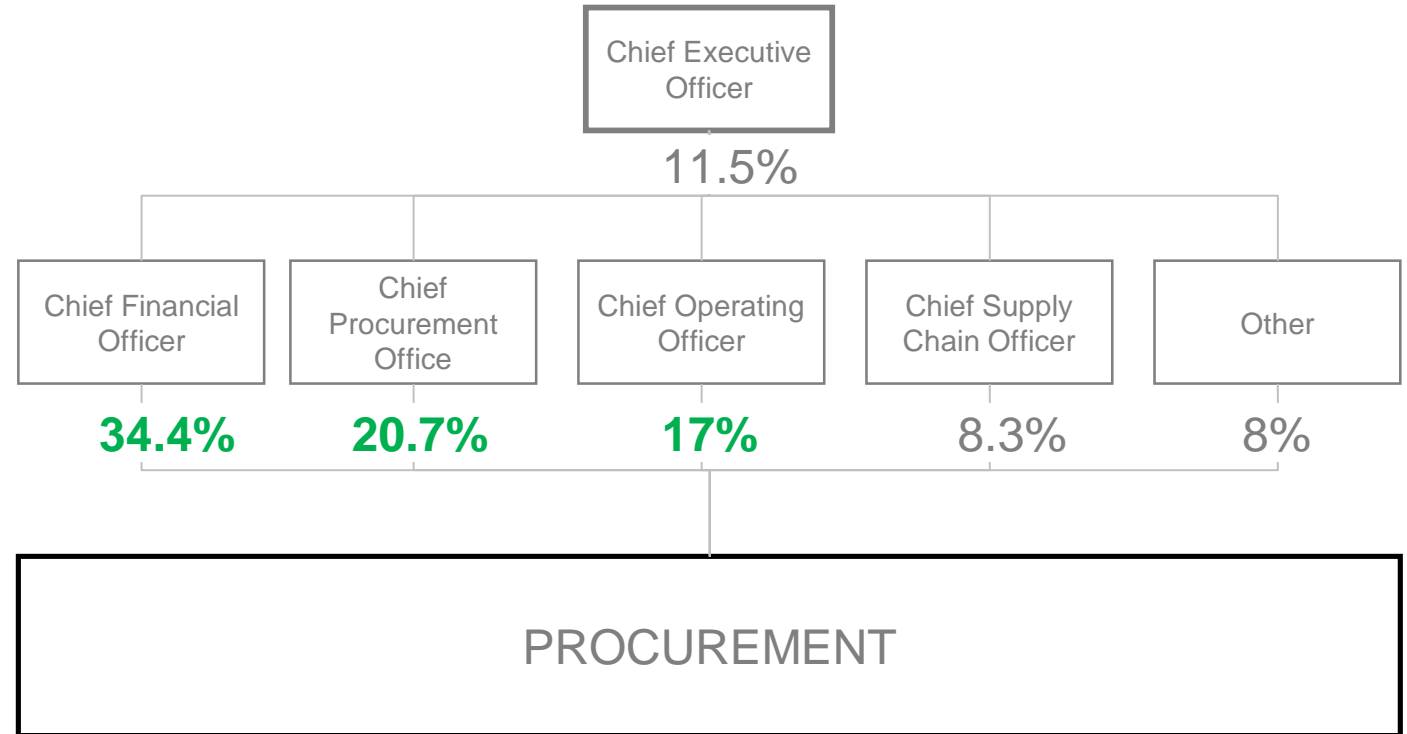 Chief Executive
Officer
11.5%
Chief Financial
Officer
Chief
Procurement
Office
Chief Operating
Officer
Chief Supply
Chain Officer
Other
34.4%
20.7%
17%
8.3%
8%
PROCUREMENT